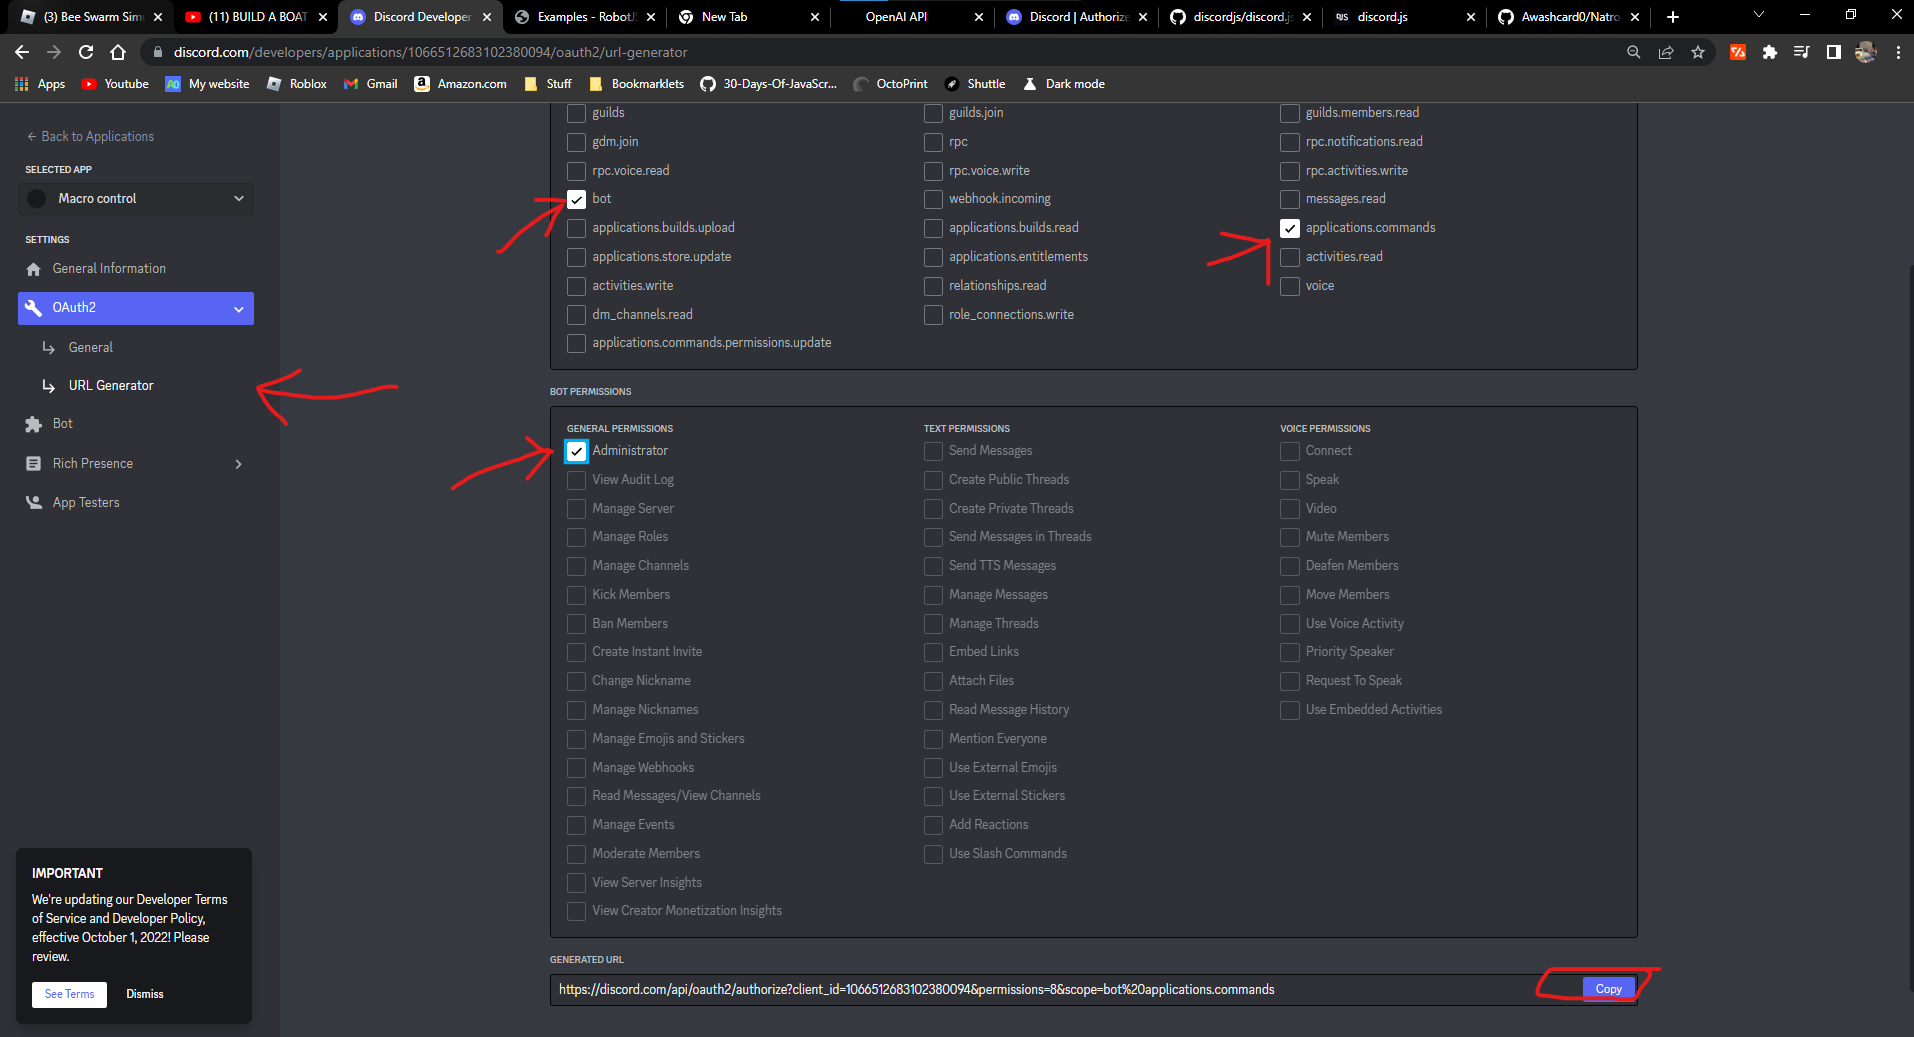 (3) Bee Swarm Simu
(11) BUILD A BOAT
Discord Developer
Examples - RobotJS
New Tab
OpenAI API
Discord | Authorize
discordjs/discord.js
DJS discord.js
Awashcard0/Natro
discord.com/developers/applications/1066512683102380094/oauth2/url-generator
Apps
Youtube
AO My website
Roblox
Gmail
Amazon.com
Stuff
Bookmarklets
30-Days-Of-JavaScr...
OctoPrint
Shuttle
Dark mode
← Back to Applications
SELECTED APP
Macro control
SETTINGS
General Information
OAuth2
General
URL Generator
Bot
Rich Presence
App Testers
IMPORTANT
We're updating our Developer Terms
of Service and Developer Policy,
effective October 1, 2022! Please
review.
See Terms
Dismiss
guilds
guilds.join
guilds.members.read
gdm.join
rpc
rpc.notifications.read
rpc.voice.read
rpc.voice.write
rpc.activities.write
bot
webhook.incoming
messages.read
applications.builds.upload
applications.builds.read
applications.commands
applications.store.update
applications.entitlements
activities.read
activities.write
relationships.read
voice
dm_channels.read
role_connections.write
applications.commands.permissions.update
BOT PERMISSIONS
GENERAL PERMISSIONS
Administrator
View Audit Log
Manage Server
Manage Roles
Manage Channels
Kick Members
Ban Members
Create Instant Invite
Change Nickname
Manage Nicknames
Manage Emojis and Stickers
Manage Webhooks
Read Messages/View Channels
Manage Events
Moderate Members
View Server Insights
View Creator Monetization Insights
TEXT PERMISSIONS
Send Messages
Create Public Threads
Create Private Threads
Send Messages in Threads
Send TTS Messages
Manage Messages
Manage Threads
Embed Links
Attach Files
Read Message History
Mention Everyone
Use External Emojis
Use External Stickers
Add Reactions
Use Slash Commands
VOICE PERMISSIONS
Connect
Speak
Video
Mute Members
Deafen Members
Move Members
Use Voice Activity
Priority Speaker
Request To Speak
Use Embedded Activities
GENERATED URL
https://discord.com/api/oauth2/authorize?client_id=1066512683102380094&permissions=8&scope=bot%20applications.commands
Copy